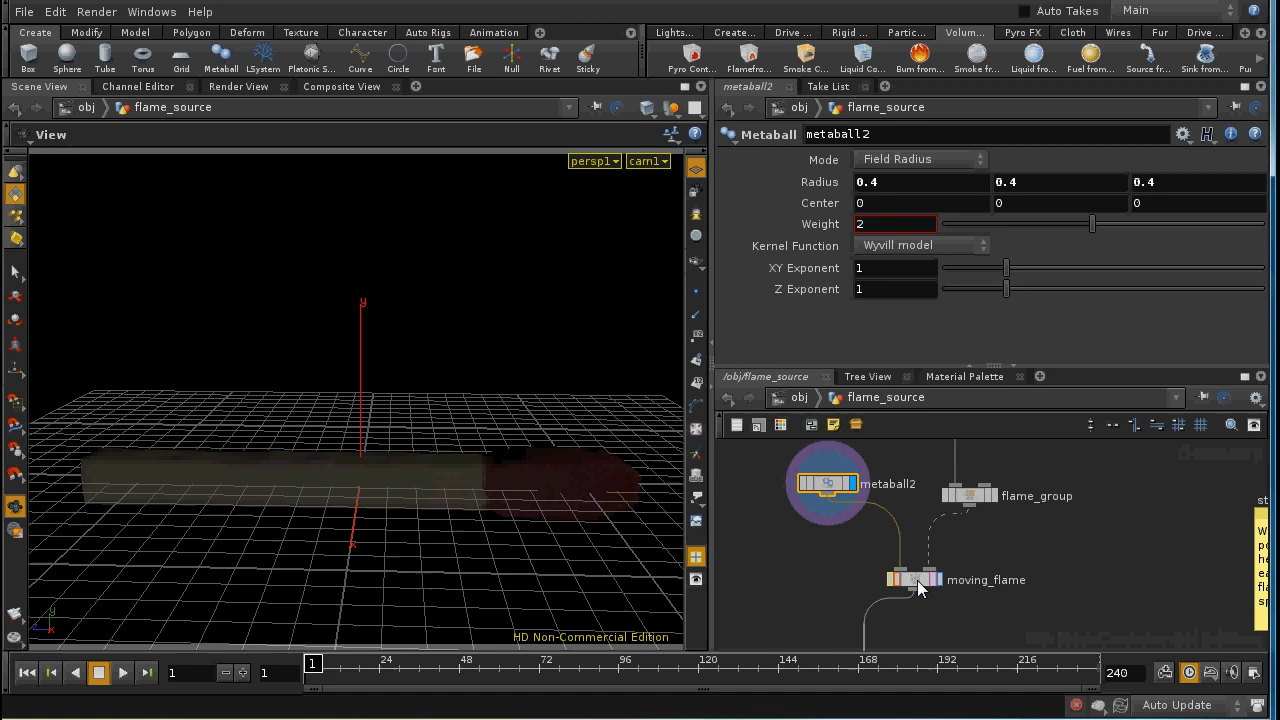 File Edit Render Windows Help Auto Takes Main
Create Modify Model Polygon Deform Texture Character Auto Rigs Animation Lights... Create... Drive ... Rigid ... Partic... Volum... Pyro FX Cloth Wires Fur Drive ...
Box Sphere Tube Torus Grid Metaball LSystem Platonic S... Curve Circle Font File Null Rivet Sticky Pyro Cont... Flamefro... Smoke C... Liquid Co... Burn from... Smoke fr... Liquid fro... Fuel from... Source fr... Sink from... Pu
Scene View Channel Editor Render View Composite View metaball2 Take List
obj flame_source obj flame_source
View Metaball metaball2
persp1 cam1
Mode Field Radius
Radius 0.4 0.4 0.4
Center 0 0 0
Weight 2
Kernel Function Wyvill model
XY Exponent 1
Z Exponent 1
y
x
y
x
HD Non-Commercial Edition
/obj/flame_source Tree View Material Palette
obj flame_source
metaball2
flame_group
moving_flame
st
W
po
he
ea
fla
sp
1 1 1 24 48 72 96 120 144 168 192 216 240
Auto Update